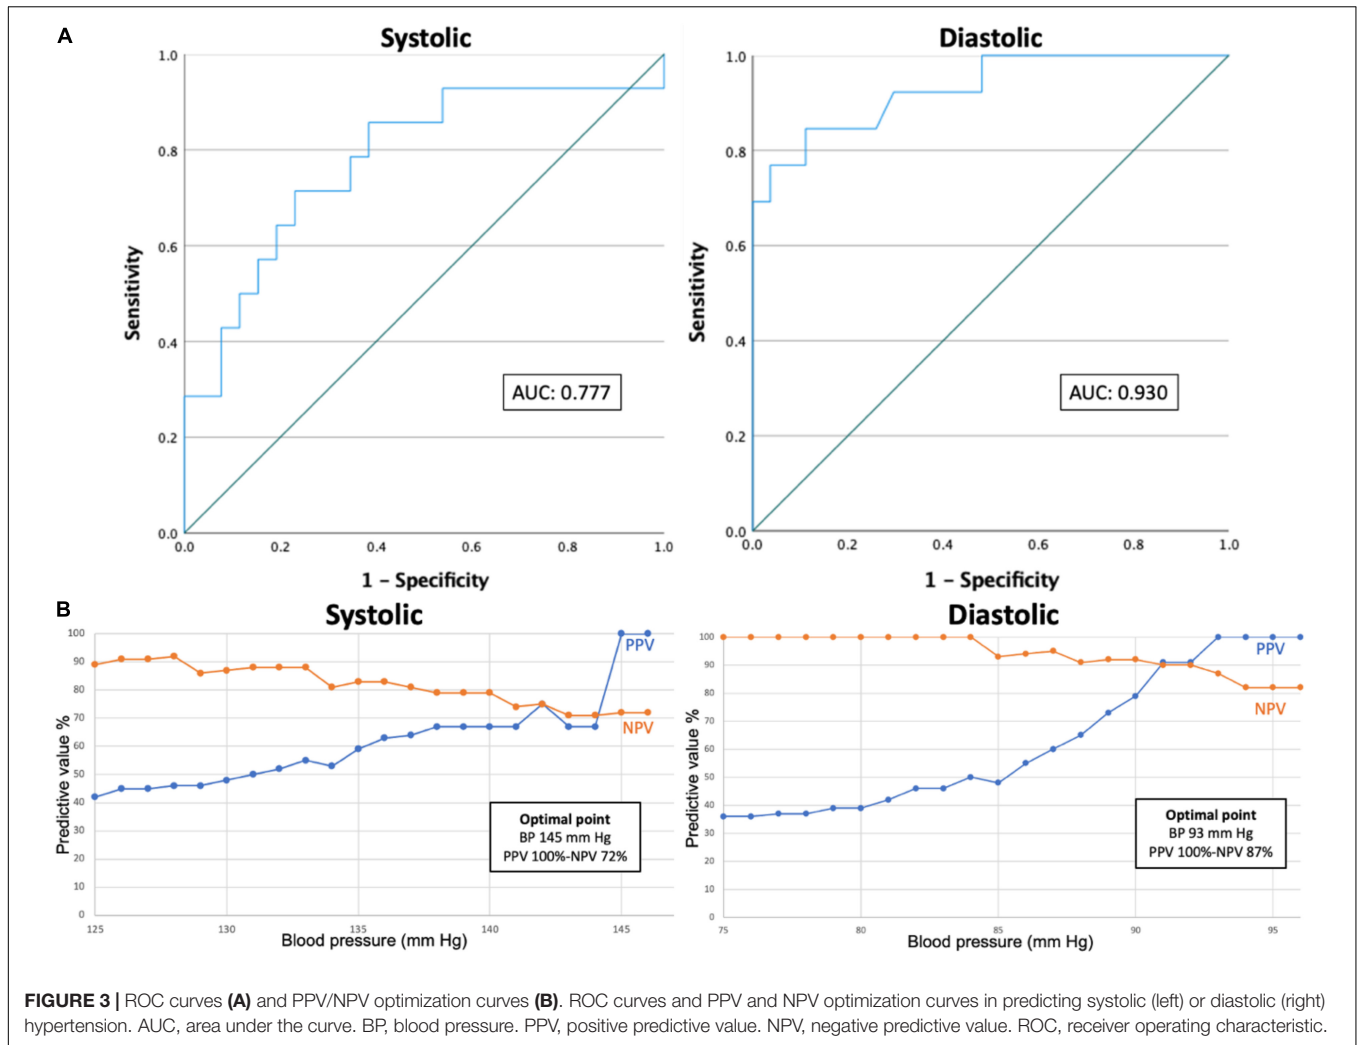 A
Systolic
Diastolic
1.0
0.8
0.6
0.4
0.2
0.0
Sensitivity
AUC: 0.777
0.0 0.2 0.4 0.6 0.8 1.0
1 – Specificity
1.0
0.8
0.6
0.4
0.2
0.0
Sensitivity
AUC: 0.930
0.0 0.2 0.4 0.6 0.8 1.0
1 – Specificity
B
Systolic
Diastolic
100
90
80
70
60
50
40
30
20
10
0
Predictive value %
PPV
NPV
Optimal point
BP 145 mm Hg
PPV 100%-NPV 72%
125 130 135 140 145
Blood pressure (mm Hg)
100
90
80
70
60
50
40
30
20
10
0
Predictive value %
PPV
NPV
Optimal point
BP 93 mm Hg
PPV 100%-NPV 87%
75 80 85 90 95
Blood pressure (mm Hg)
FIGURE 3 | ROC curves (A) and PPV/NPV optimization curves (B). ROC curves and PPV and NPV optimization curves in predicting systolic (left) or diastolic (right)
hypertension. AUC, area under the curve. BP, blood pressure. PPV, positive predictive value. NPV, negative predictive value. ROC, receiver operating characteristic.